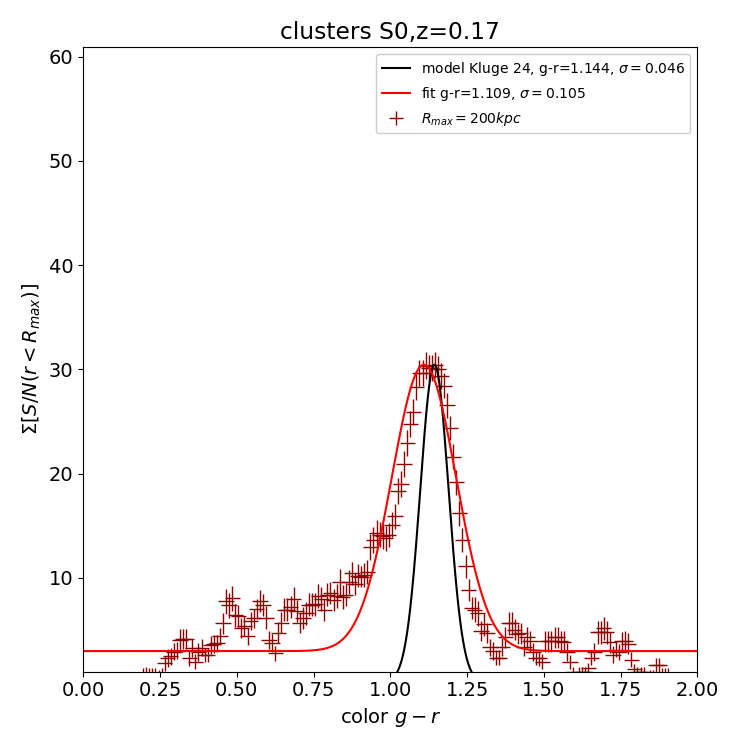 clusters S0,z=0.17
60
50
40
30
20
10
Σ[S/N(r < R_max)]
model Kluge 24, g-r=1.144, σ = 0.046
fit g-r=1.109, σ = 0.105
R_max = 200kpc
0.00 0.25 0.50 0.75 1.00 1.25 1.50 1.75 2.00
color g − r